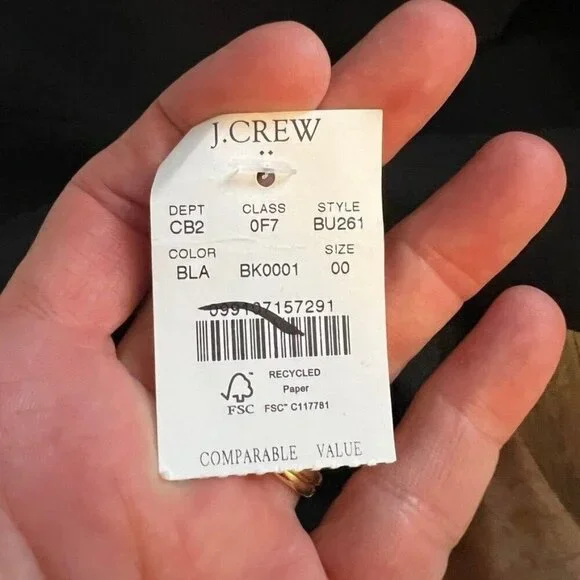 J.CREW
DEPT CLASS STYLE
CB2 0F7 BU261
COLOR SIZE
BLA BK0001 00
099107157291
RECYCLED
Paper
FSC
FSC™ C117781
COMPARABLE VALUE